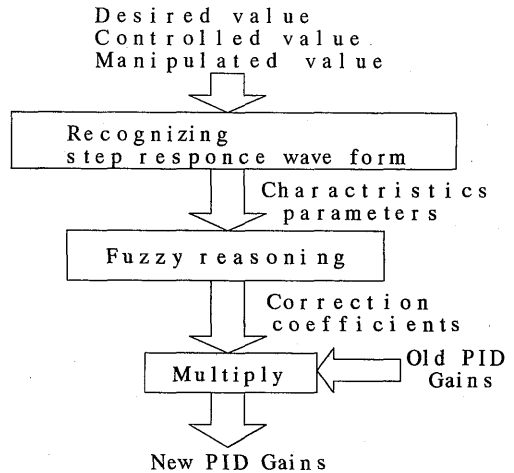 Desired value
Controlled value
Manipulated value
Recognizing
step responce wave form
Charactristics
parameters
Fuzzy reasoning
Correction
coefficients
Multiply
Old PID
Gains
New PID Gains